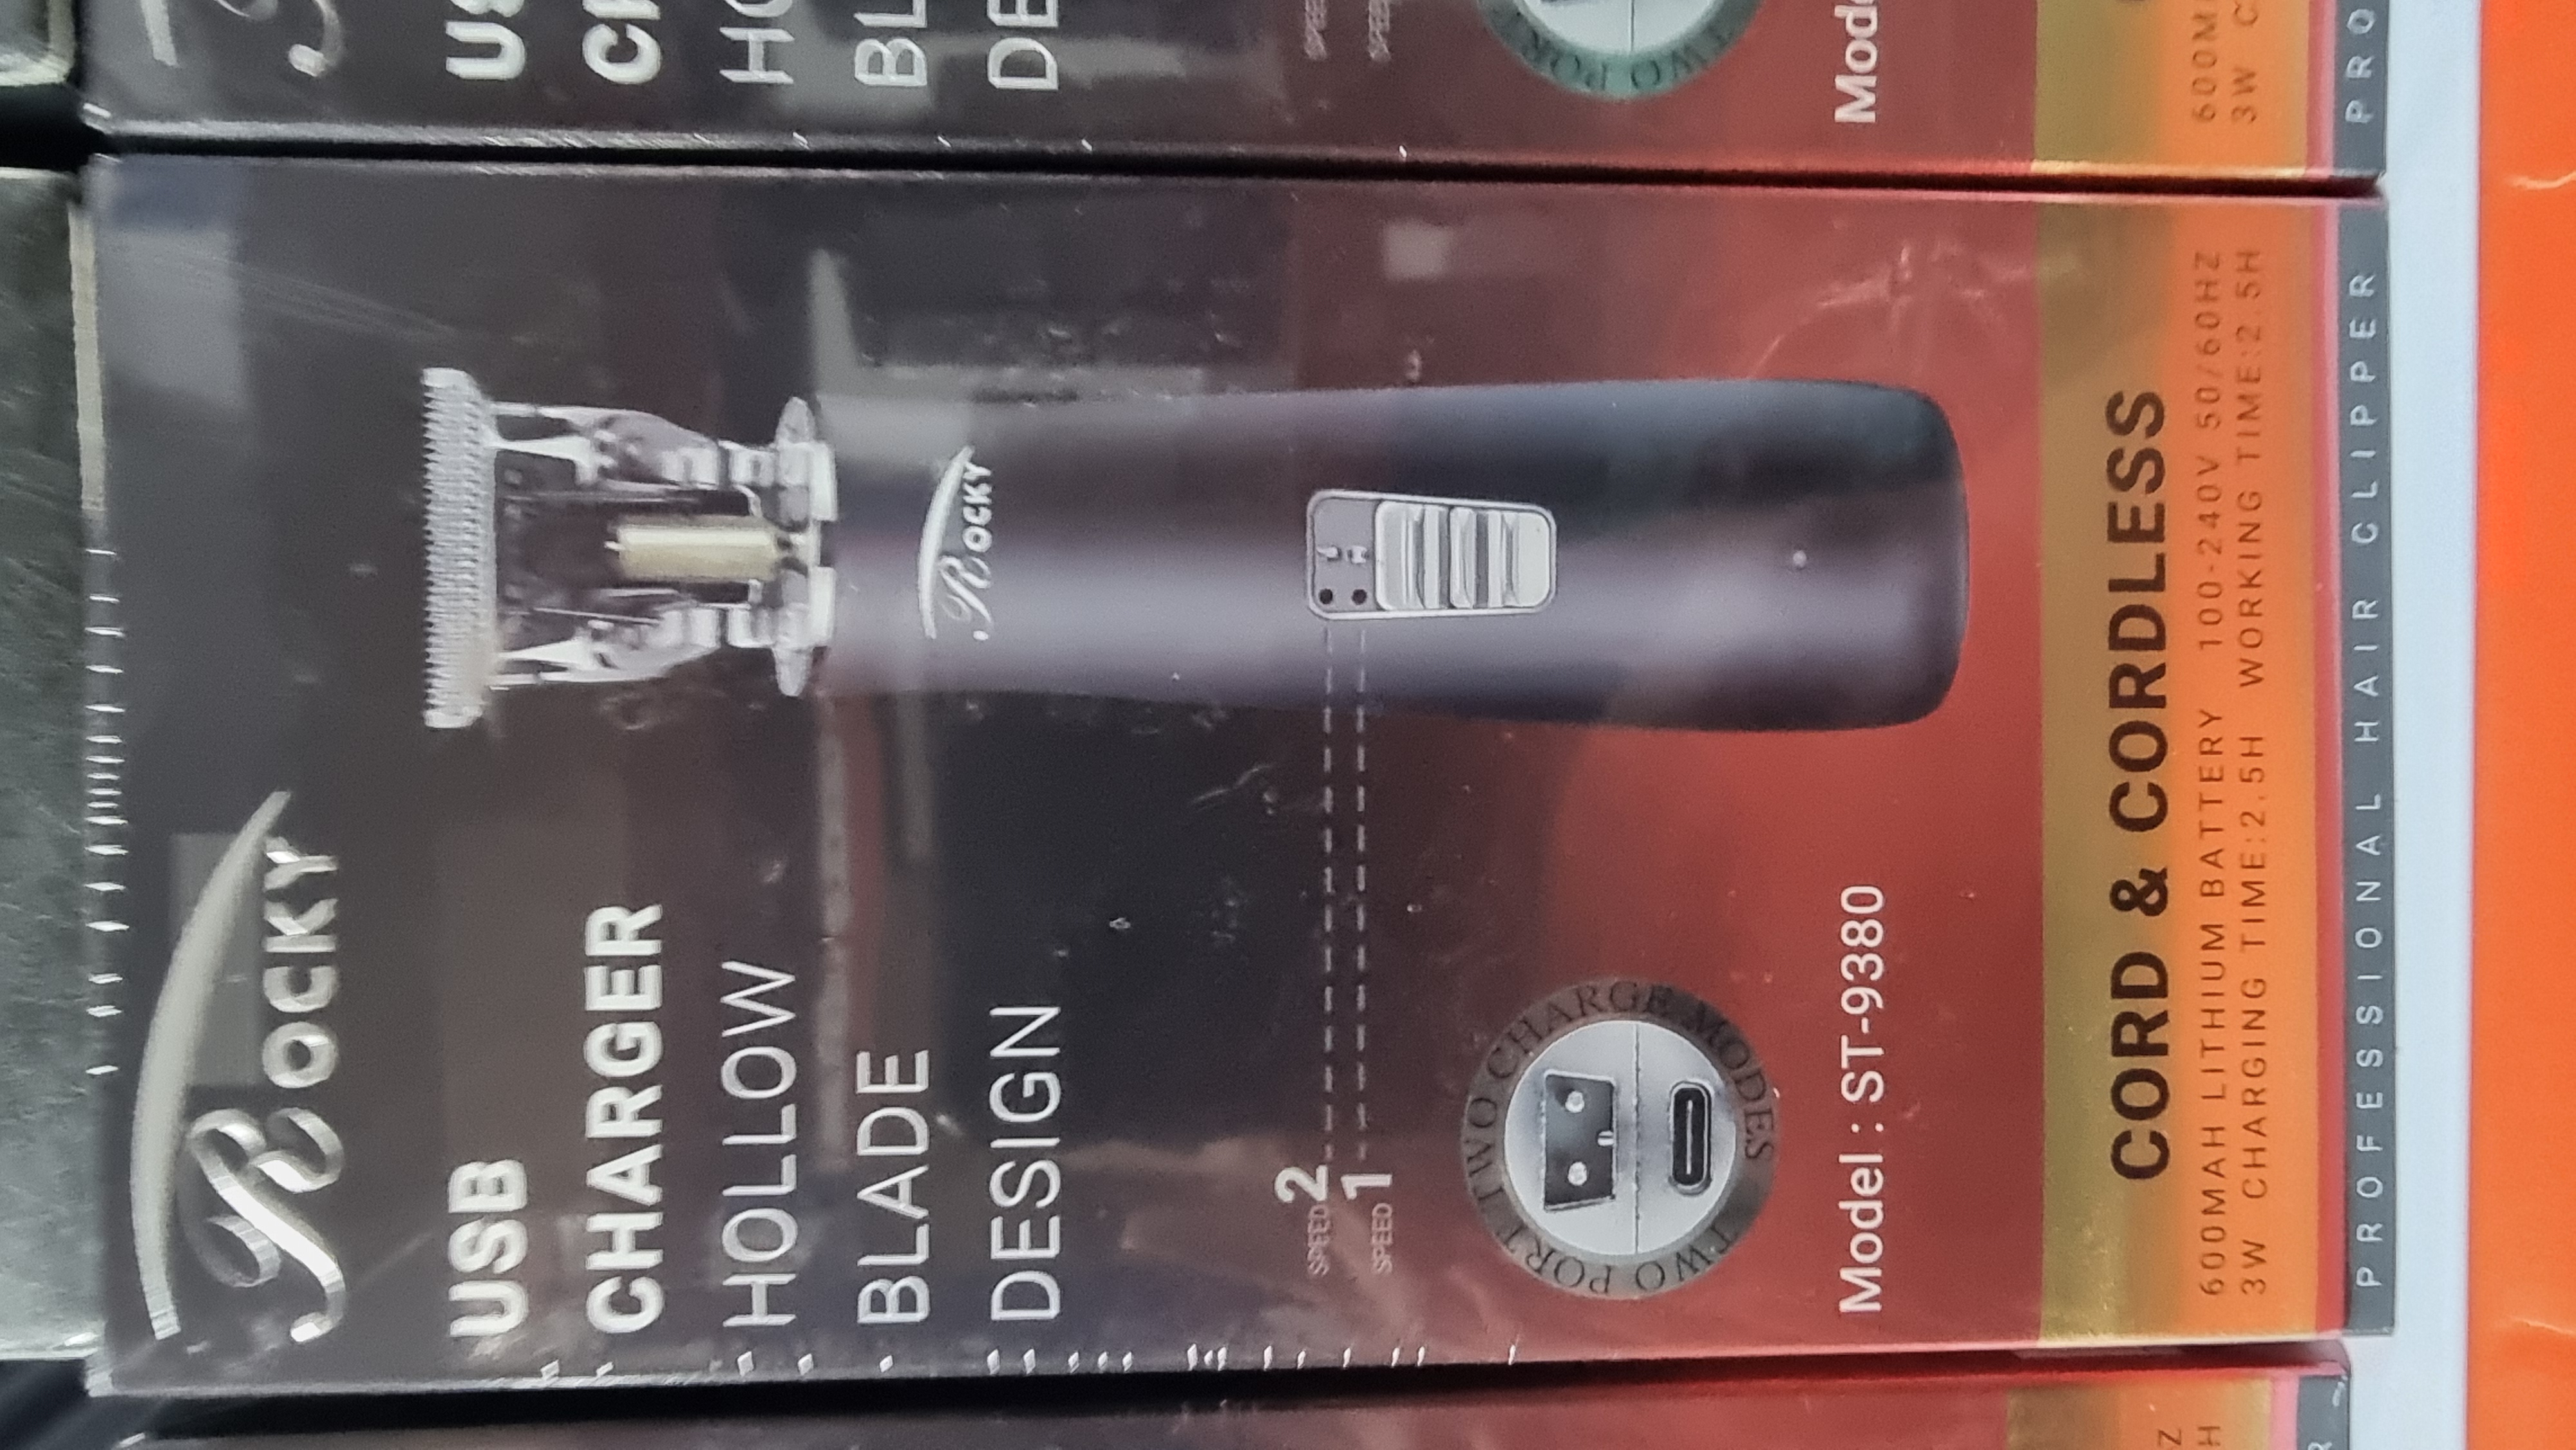 Rocky
USB
CHARGER
HOLLOW
BLADE
DESIGN
Rocky
SPEED 2
SPEED 1
TWO CHARGE MODES
TWO PORT
Model : ST-9380
CORD & CORDLESS
600MAH LITHIUM BATTERY 100-240V 50/60HZ
3W CHARGING TIME:2.5H WORKING TIME:2.5H
PROFESSIONAL HAIR CLIPPER